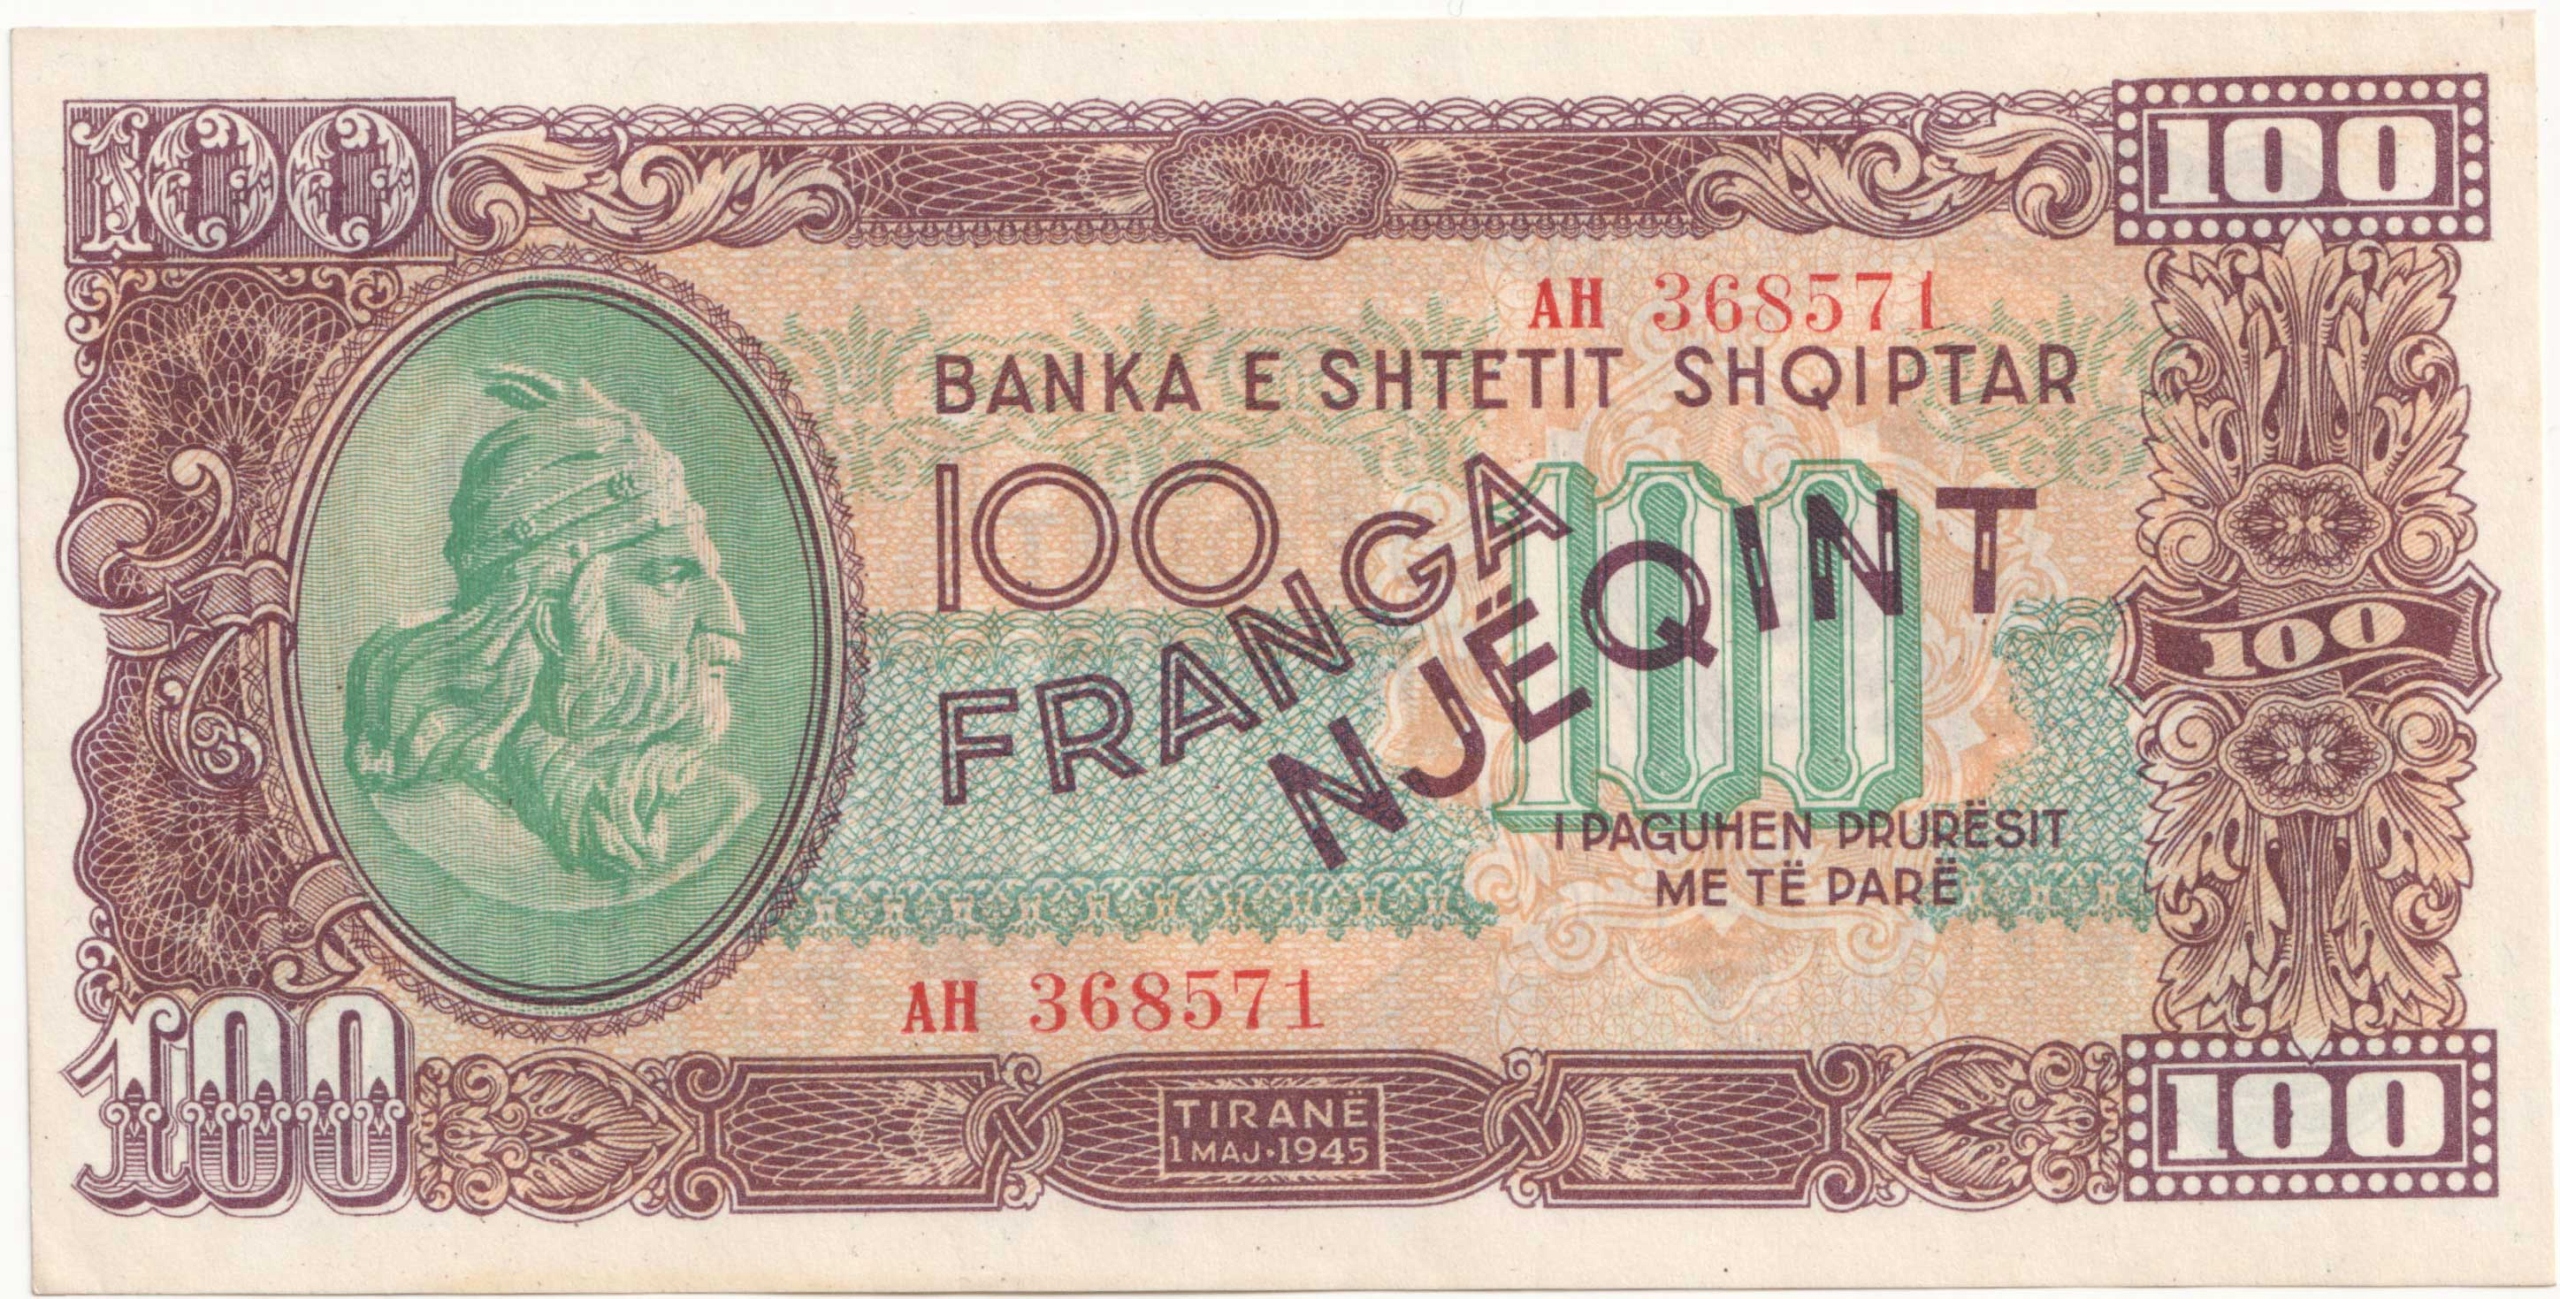 100
100
AH 368571
BANKA E SHTETIT SHQIPTAR
100
100
FRANGA
NJËQINT
100
I PAGUHEN PRURËSIT
ME TË PARË
AH 368571
100
TIRANË
1 MAJ•1945
100